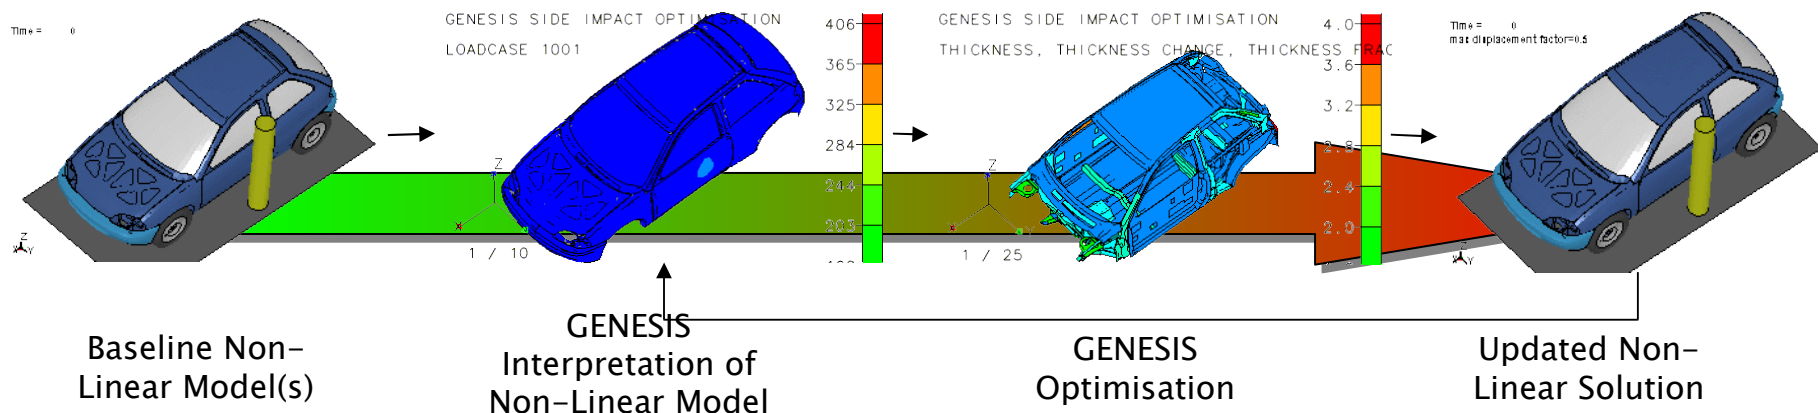 Time = 0
GENESIS SIDE IMPACT OPTIMISATION
LOADCASE 1001
406
365
325
284
244
203
Z
X
1 / 10
GENESIS SIDE IMPACT OPTIMISATION
THICKNESS, THICKNESS CHANGE, THICKNESS FRAC
4.0
3.6
3.2
2.8
2.4
2.0
Z
X
Y
1 / 25
Time = 0
max displacement factor=0.5
Z
X Y
Z
X Y
Baseline Non-
Linear Model(s)
GENESIS
Interpretation of
Non-Linear Model
GENESIS
Optimisation
Updated Non-
Linear Solution